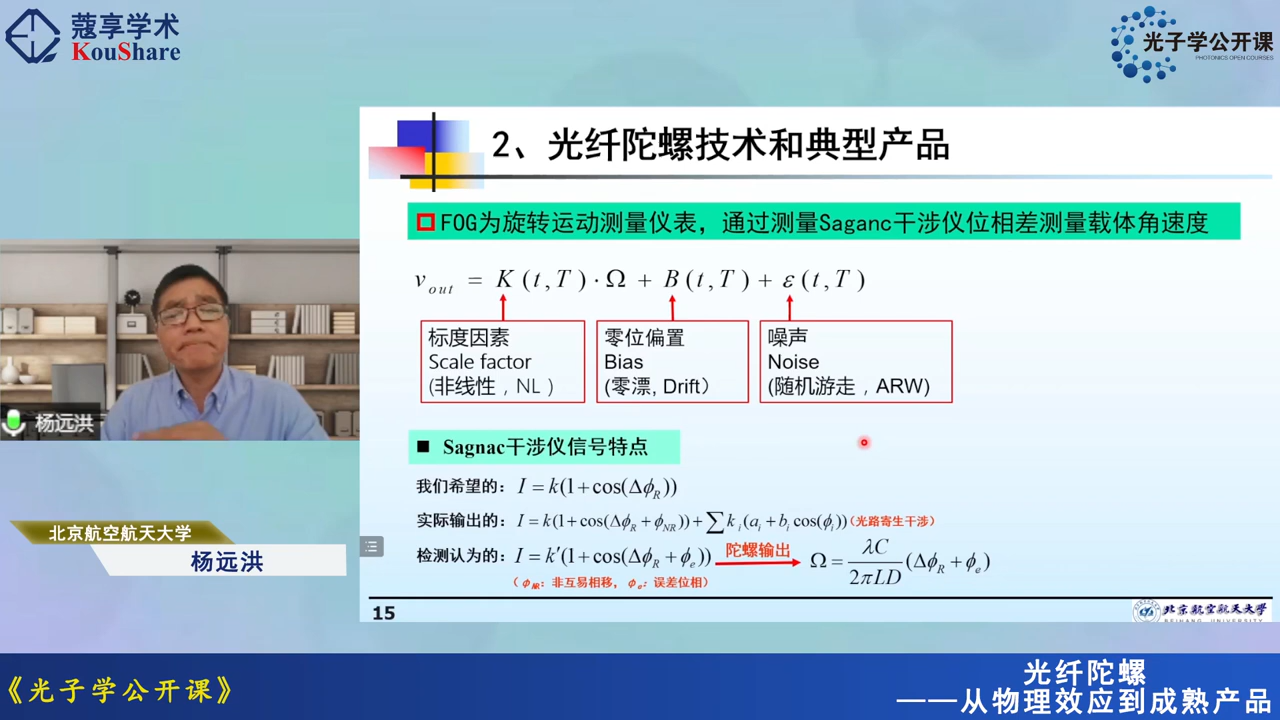 蔻享学术
KouShare
光子学公开课
PHOTONICS OPEN COURSES
2、光纤陀螺技术和典型产品
FOG为旋转运动测量仪表，通过测量Saganc干涉仪位相差测量载体角速度
v_out = K (t,T)·Ω + B(t,T) + ε(t,T)
标度因素
Scale factor
(非线性，NL )
零位偏置
Bias
(零漂, Drift）
噪声
Noise
(随机游走，ARW)
■ Sagnac干涉仪信号特点
我们希望的：I = k(1+cos(Δϕ_R))
实际输出的：I = k(1+cos(Δϕ_R+ϕ_NR))+∑k_i(a_i+b_i cos(ϕ_i))(光路寄生干涉)
检测认为的：I = k′(1+cos(Δϕ_R+ϕ_e)) 陀螺输出 Ω = λC/2πLD (Δϕ_R+ϕ_e)
（ϕ_NR：非互易相移，ϕ_e：误差位相）
15
北京航空航天大学
BEIHANG UNIVERSITY
杨远洪
北京航空航天大学
杨远洪
《光子学公开课》
光纤陀螺
——从物理效应到成熟产品